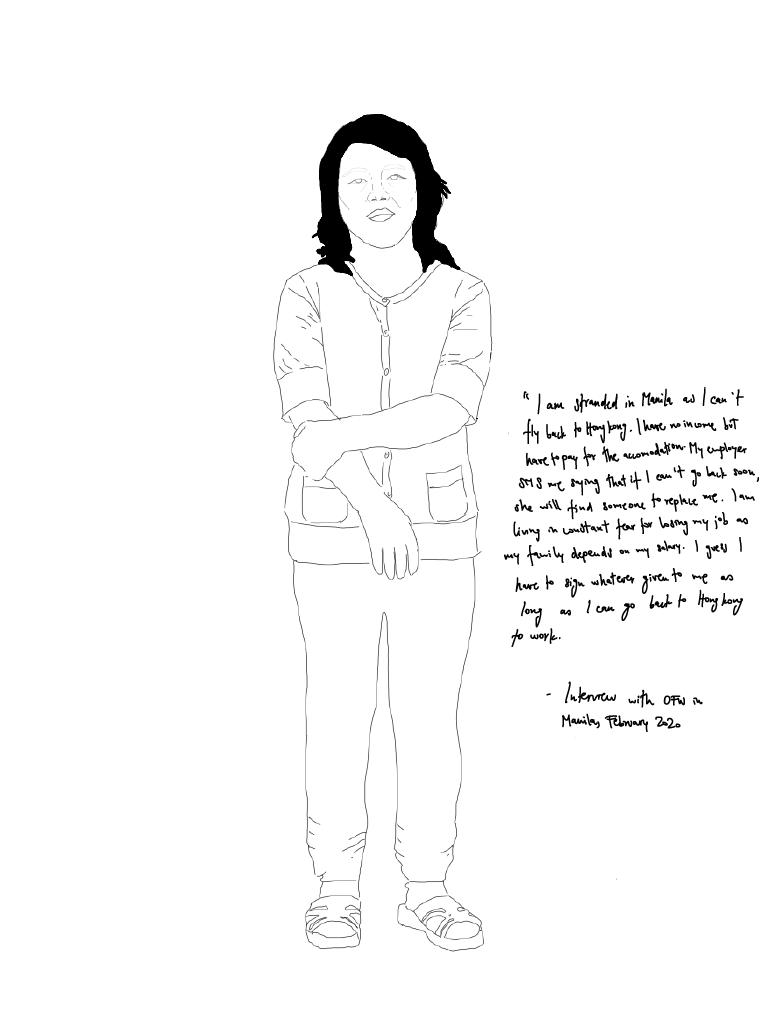 "I am stranded in Manila as I can't
fly back to Hong Kong. I have no income but
have to pay for the accomodation. My employer
SMS me saying that if I can't go back soon,
she will find someone to replace me. I am
living in constant fear for losing my job as
my family depends on my salary. I guess I
have to sign whatever given to me as
long as I can go back to Hong Kong
to work.
- Interview with OFW in
Manila, February 2020